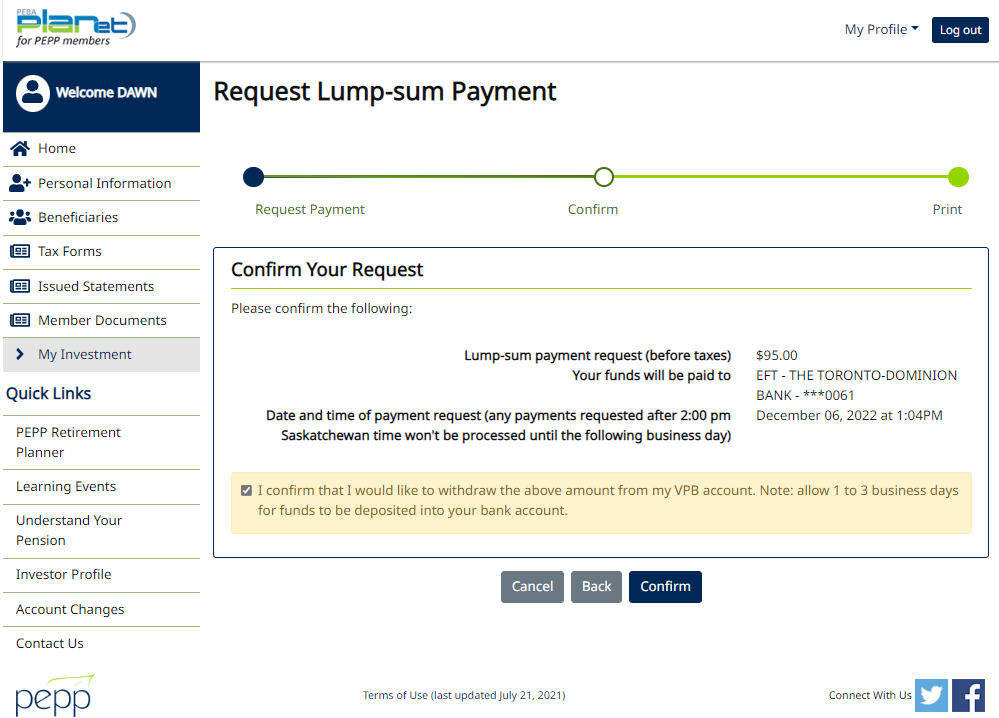 PEBA
planet
for PEPP members
My Profile
Log out
Welcome DAWN
Home
Personal Information
Beneficiaries
Tax Forms
Issued Statements
Member Documents
My Investment
Quick Links
PEPP Retirement
Planner
Learning Events
Understand Your
Pension
Investor Profile
Account Changes
Contact Us
Request Lump-sum Payment
Request Payment
Confirm
Print
Confirm Your Request
Please confirm the following:
Lump-sum payment request (before taxes) $95.00
Your funds will be paid to EFT - THE TORONTO-DOMINION
BANK - ***0061
Date and time of payment request (any payments requested after 2:00 pm December 06, 2022 at 1:04PM
Saskatchewan time won't be processed until the following business day)
I confirm that I would like to withdraw the above amount from my VPB account. Note: allow 1 to 3 business days
for funds to be deposited into your bank account.
Cancel
Back
Confirm
pepp
Terms of Use (last updated July 21, 2021)
Connect With Us